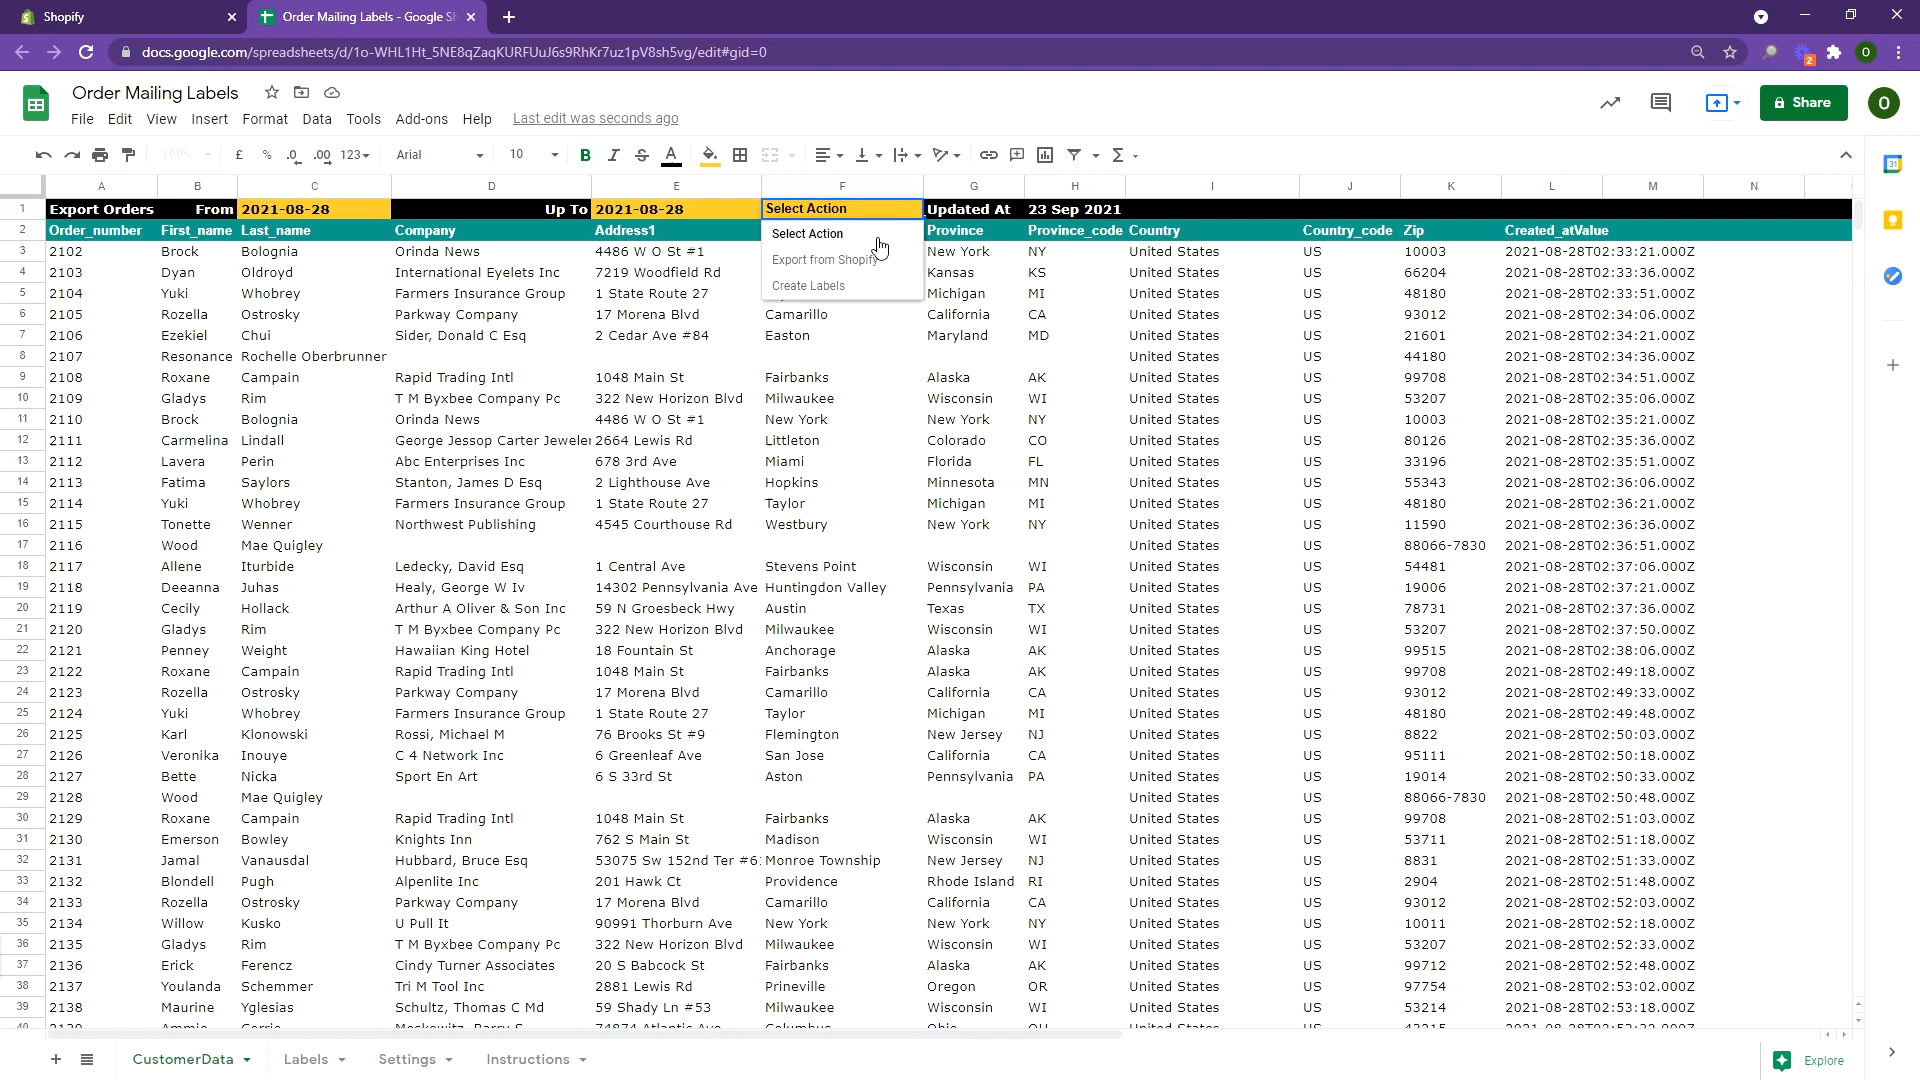 Shopify
Order Mailing Labels - Google Sh
docs.google.com/spreadsheets/d/1o-WHL1Ht_5NE8qZaqKURFUuJ6s9RhKr7uz1pV8sh5vg/edit#gid=0
2
O
Order Mailing Labels
Share
O
File Edit View Insert Format Data Tools Add-ons Help Last edit was seconds ago
100% £ % .0 .00 123 Arial 10 B I S A Σ
31
A B C D E F G H I J K L M N
1 Export Orders From 2021-08-28 Up To 2021-08-28 Select Action Updated At 23 Sep 2021
2 Order_number First_name Last_name Company Address1 Province Province_code Country Country_code Zip Created_atValue
Select Action
Export from Shopify
Create Labels
3 2102 Brock Bolognia Orinda News 4486 W O St #1 New York NY United States US 10003 2021-08-28T02:33:21.000Z
4 2103 Dyan Oldroyd International Eyelets Inc 7219 Woodfield Rd Kansas KS United States US 66204 2021-08-28T02:33:36.000Z
5 2104 Yuki Whobrey Farmers Insurance Group 1 State Route 27 Michigan MI United States US 48180 2021-08-28T02:33:51.000Z
6 2105 Rozella Ostrosky Parkway Company 17 Morena Blvd Camarillo California CA United States US 93012 2021-08-28T02:34:06.000Z
7 2106 Ezekiel Chui Sider, Donald C Esq 2 Cedar Ave #84 Easton Maryland MD United States US 21601 2021-08-28T02:34:21.000Z
8 2107 Resonance Rochelle Oberbrunner United States US 44180 2021-08-28T02:34:36.000Z
9 2108 Roxane Campain Rapid Trading Intl 1048 Main St Fairbanks Alaska AK United States US 99708 2021-08-28T02:34:51.000Z
10 2109 Gladys Rim T M Byxbee Company Pc 322 New Horizon Blvd Milwaukee Wisconsin WI United States US 53207 2021-08-28T02:35:06.000Z
11 2110 Brock Bolognia Orinda News 4486 W O St #1 New York New York NY United States US 10003 2021-08-28T02:35:21.000Z
12 2111 Carmelina Lindall George Jessop Carter Jeweler 2664 Lewis Rd Littleton Colorado CO United States US 80126 2021-08-28T02:35:36.000Z
13 2112 Lavera Perin Abc Enterprises Inc 678 3rd Ave Miami Florida FL United States US 33196 2021-08-28T02:35:51.000Z
14 2113 Fatima Saylors Stanton, James D Esq 2 Lighthouse Ave Hopkins Minnesota MN United States US 55343 2021-08-28T02:36:06.000Z
15 2114 Yuki Whobrey Farmers Insurance Group 1 State Route 27 Taylor Michigan MI United States US 48180 2021-08-28T02:36:21.000Z
16 2115 Tonette Wenner Northwest Publishing 4545 Courthouse Rd Westbury New York NY United States US 11590 2021-08-28T02:36:36.000Z
17 2116 Wood Mae Quigley United States US 88066-7830 2021-08-28T02:36:51.000Z
18 2117 Allene Iturbide Ledecky, David Esq 1 Central Ave Stevens Point Wisconsin WI United States US 54481 2021-08-28T02:37:06.000Z
19 2118 Deeanna Juhas Healy, George W Iv 14302 Pennsylvania Ave Huntingdon Valley Pennsylvania PA United States US 19006 2021-08-28T02:37:21.000Z
20 2119 Cecily Hollack Arthur A Oliver & Son Inc 59 N Groesbeck Hwy Austin Texas TX United States US 78731 2021-08-28T02:37:36.000Z
21 2120 Gladys Rim T M Byxbee Company Pc 322 New Horizon Blvd Milwaukee Wisconsin WI United States US 53207 2021-08-28T02:37:50.000Z
22 2121 Penney Weight Hawaiian King Hotel 18 Fountain St Anchorage Alaska AK United States US 99515 2021-08-28T02:38:06.000Z
23 2122 Roxane Campain Rapid Trading Intl 1048 Main St Fairbanks Alaska AK United States US 99708 2021-08-28T02:49:18.000Z
24 2123 Rozella Ostrosky Parkway Company 17 Morena Blvd Camarillo California CA United States US 93012 2021-08-28T02:49:33.000Z
25 2124 Yuki Whobrey Farmers Insurance Group 1 State Route 27 Taylor Michigan MI United States US 48180 2021-08-28T02:49:48.000Z
26 2125 Karl Klonowski Rossi, Michael M 76 Brooks St #9 Flemington New Jersey NJ United States US 8822 2021-08-28T02:50:03.000Z
27 2126 Veronika Inouye C 4 Network Inc 6 Greenleaf Ave San Jose California CA United States US 95111 2021-08-28T02:50:18.000Z
28 2127 Bette Nicka Sport En Art 6 S 33rd St Aston Pennsylvania PA United States US 19014 2021-08-28T02:50:33.000Z
29 2128 Wood Mae Quigley United States US 88066-7830 2021-08-28T02:50:48.000Z
30 2129 Roxane Campain Rapid Trading Intl 1048 Main St Fairbanks Alaska AK United States US 99708 2021-08-28T02:51:03.000Z
31 2130 Emerson Bowley Knights Inn 762 S Main St Madison Wisconsin WI United States US 53711 2021-08-28T02:51:18.000Z
32 2131 Jamal Vanausdal Hubbard, Bruce Esq 53075 Sw 152nd Ter #6 Monroe Township New Jersey NJ United States US 8831 2021-08-28T02:51:33.000Z
33 2132 Blondell Pugh Alpenlite Inc 201 Hawk Ct Providence Rhode Island RI United States US 2904 2021-08-28T02:51:48.000Z
34 2133 Rozella Ostrosky Parkway Company 17 Morena Blvd Camarillo California CA United States US 93012 2021-08-28T02:52:03.000Z
35 2134 Willow Kusko U Pull It 90991 Thorburn Ave New York New York NY United States US 10011 2021-08-28T02:52:18.000Z
36 2135 Gladys Rim T M Byxbee Company Pc 322 New Horizon Blvd Milwaukee Wisconsin WI United States US 53207 2021-08-28T02:52:33.000Z
37 2136 Erick Ferencz Cindy Turner Associates 20 S Babcock St Fairbanks Alaska AK United States US 99712 2021-08-28T02:52:48.000Z
38 2137 Youlanda Schemmer Tri M Tool Inc 2881 Lewis Rd Prineville Oregon OR United States US 97754 2021-08-28T02:53:02.000Z
39 2138 Maurine Yglesias Schultz, Thomas C Md 59 Shady Ln #53 Milwaukee Wisconsin WI United States US 53214 2021-08-28T02:53:18.000Z
CustomerData Labels Settings Instructions Explore